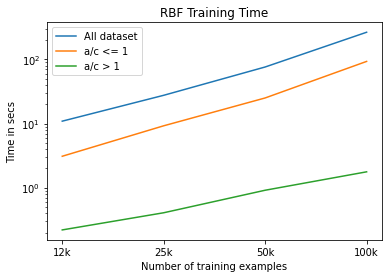 RBF Training Time
All dataset
a/c <= 1
a/c > 1
Time in secs
10²
10¹
10⁰
12k
25k
50k
100k
Number of training examples